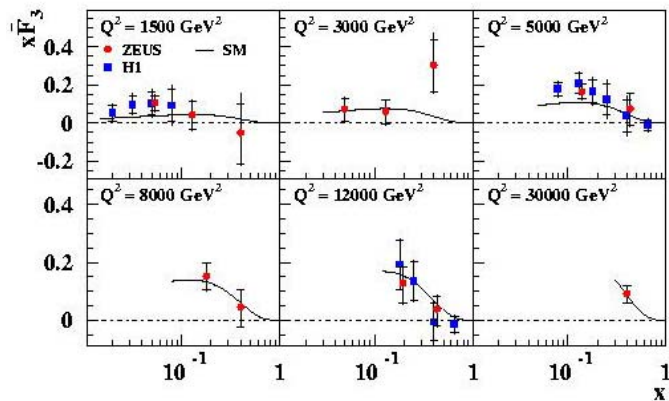 x F̄₃
Q² = 1500 GeV² Q² = 3000 GeV² Q² = 5000 GeV²
0.4
ZEUS SM
H1
0.2
0
-0.2
Q² = 8000 GeV² Q² = 12000 GeV² Q² = 30000 GeV²
0.4
0.2
0
10⁻¹ 1 10⁻¹ 1 10⁻¹ 1
x